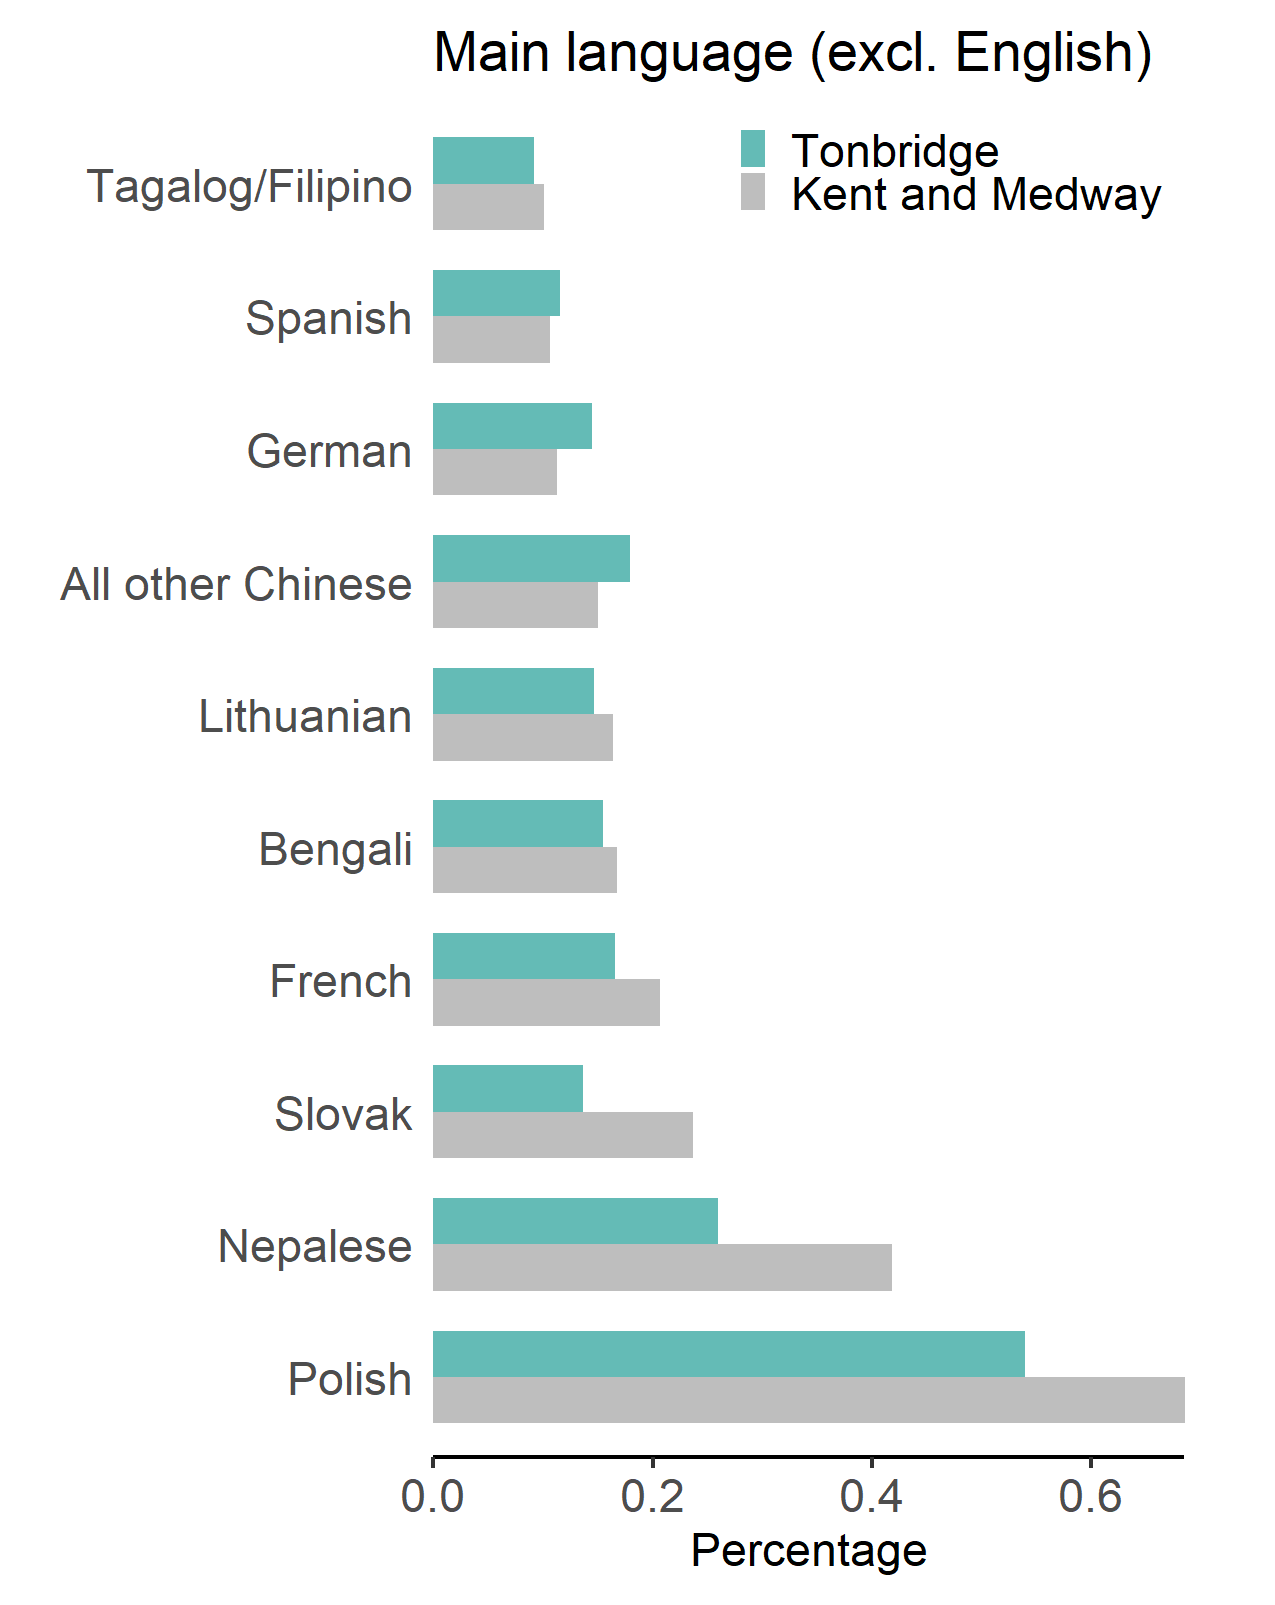 Main language (excl. English)
Tonbridge
Kent and Medway
Tagalog/Filipino
Spanish
German
All other Chinese
Lithuanian
Bengali
French
Slovak
Nepalese
Polish
0.0 0.2 0.4 0.6
Percentage